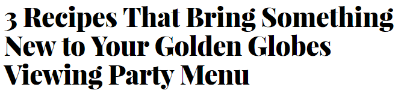 3 Recipes That Bring Something
New to Your Golden Globes
Viewing Party Menu